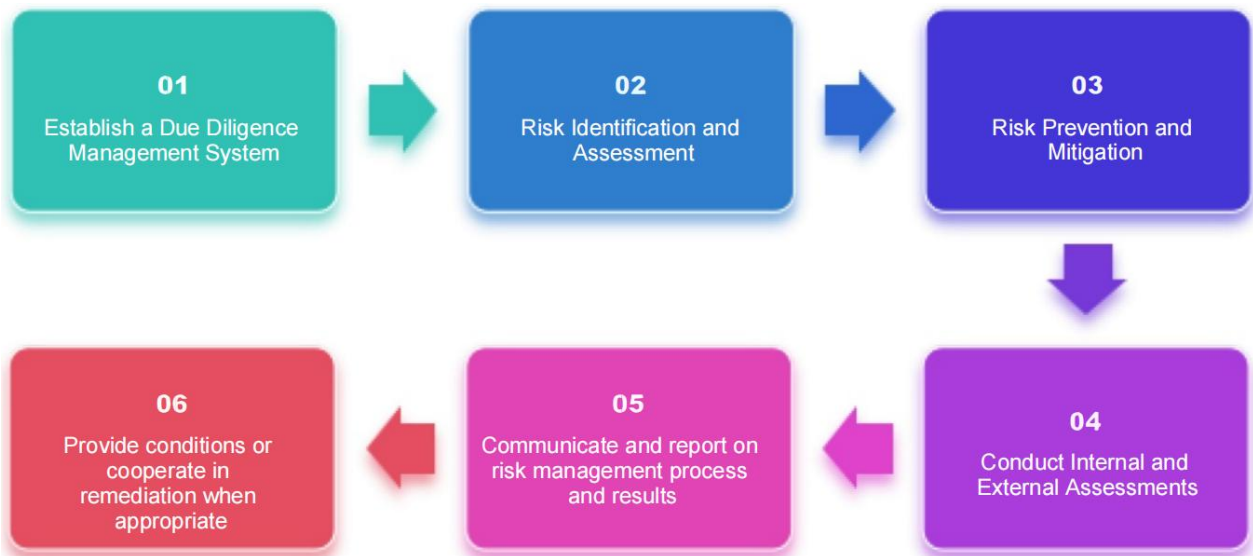 01
Establish a Due Diligence
Management System
02
Risk Identification and
Assessment
03
Risk Prevention and
Mitigation
04
Conduct Internal and
External Assessments
05
Communicate and report on
risk management process
and results
06
Provide conditions or
cooperate in
remediation when
appropriate